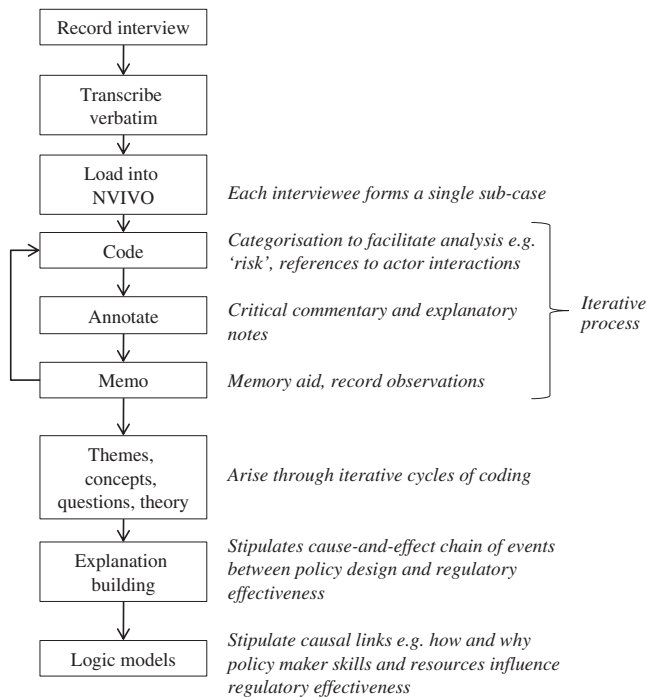 Record interview
Transcribe
verbatim
Load into
NVIVO
Each interviewee forms a single sub-case
Code
Categorisation to facilitate analysis e.g.
‘risk’, references to actor interactions
Annotate
Critical commentary and explanatory
notes
Iterative
process
Memo
Memory aid, record observations
Themes,
concepts,
questions, theory
Arise through iterative cycles of coding
Explanation
building
Stipulates cause-and-effect chain of events
between policy design and regulatory
effectiveness
Logic models
Stipulate causal links e.g. how and why
policy maker skills and resources influence
regulatory effectiveness